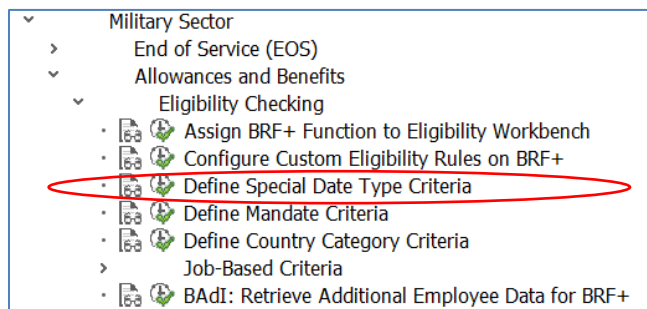 Military Sector
End of Service (EOS)
Allowances and Benefits
Eligibility Checking
Assign BRF+ Function to Eligibility Workbench
Configure Custom Eligibility Rules on BRF+
Define Special Date Type Criteria
Define Mandate Criteria
Define Country Category Criteria
Job-Based Criteria
BAdI: Retrieve Additional Employee Data for BRF+